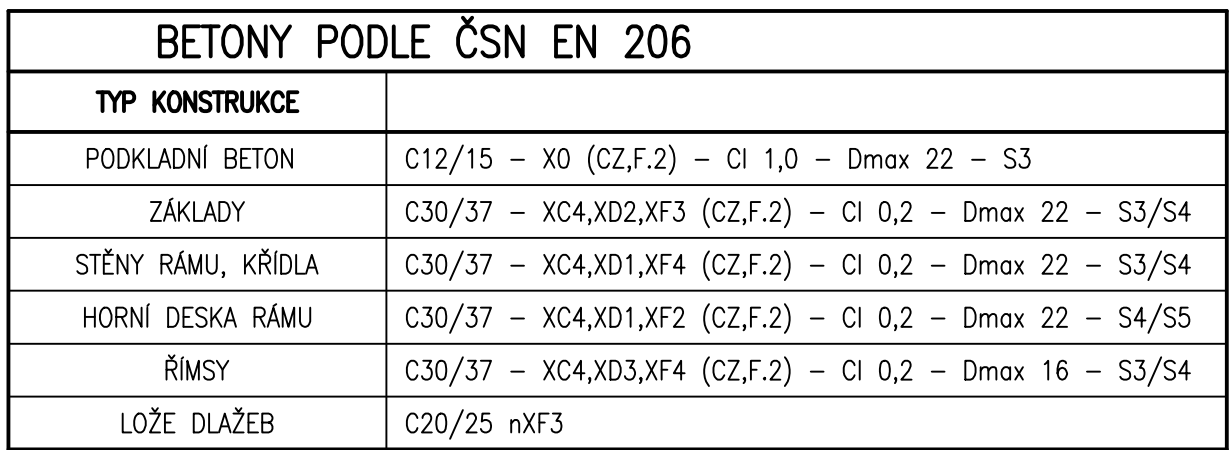 BETONY PODLE ČSN EN 206
TYP KONSTRUKCE
PODKLADNÍ BETON C12/15 – X0 (CZ,F.2) – Cl 1,0 – Dmax 22 – S3
ZÁKLADY C30/37 – XC4,XD2,XF3 (CZ,F.2) – Cl 0,2 – Dmax 22 – S3/S4
STĚNY RÁMU, KŘÍDLA C30/37 – XC4,XD1,XF4 (CZ,F.2) – Cl 0,2 – Dmax 22 – S3/S4
HORNÍ DESKA RÁMU C30/37 – XC4,XD1,XF2 (CZ,F.2) – Cl 0,2 – Dmax 22 – S4/S5
ŘÍMSY C30/37 – XC4,XD3,XF4 (CZ,F.2) – Cl 0,2 – Dmax 16 – S3/S4
LOŽE DLAŽEB C20/25 nXF3